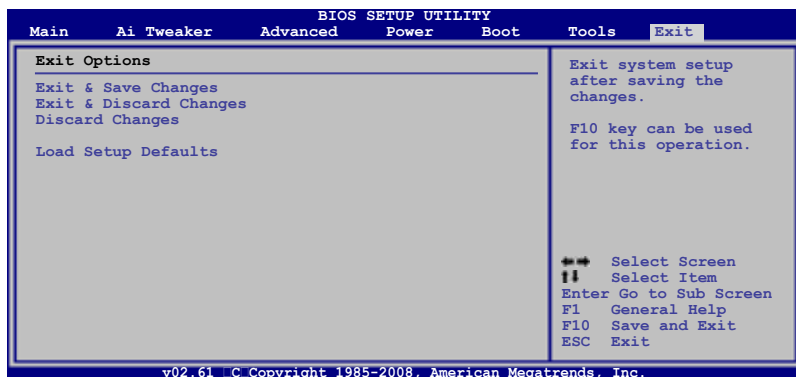 BIOS SETUP UTILITY
Main Ai Tweaker Advanced Power Boot Tools Exit
Exit Options
Exit & Save Changes
Exit & Discard Changes
Discard Changes
Load Setup Defaults
Exit system setup
after saving the
changes.
F10 key can be used
for this operation.
Select Screen
Select Item
Enter Go to Sub Screen
F1 General Help
F10 Save and Exit
ESC Exit
v02.61 □C□Copyright 1985-2008, American Megatrends, Inc.